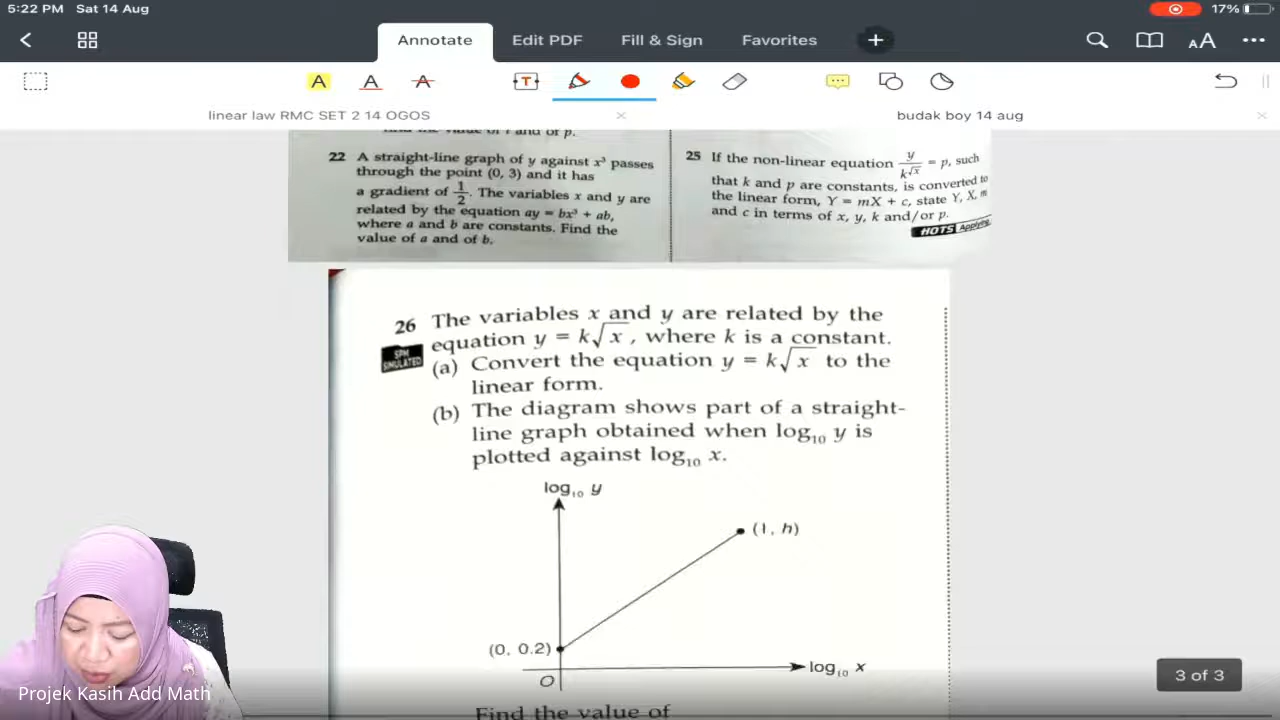 5:22 PM Sat 14 Aug
17%
Annotate
Edit PDF
Fill & Sign
Favorites
linear law RMC SET 2 14 OGOS
budak boy 14 aug
22 A straight-line graph of y against x³ passes
through the point (0, 3) and it has
a gradient of 1/2. The variables x and y are
related by the equation ay = bx³ + ab,
where a and b are constants. Find the
value of a and of b.
25 If the non-linear equation y/k^√x = p, such
that k and p are constants, is converted to
the linear form, Y = mX + c, state Y, X, m
and c in terms of x, y, k and/or p.
HOTS Applying
26 The variables x and y are related by the
equation y = k√x, where k is a constant.
SPM
SIMULATED
(a) Convert the equation y = k√x to the
linear form.
(b) The diagram shows part of a straight-
line graph obtained when log₁₀ y is
plotted against log₁₀ x.
log₁₀ y
(1, h)
(0, 0.2)
O
log₁₀ x
Find the value of
3 of 3
Projek Kasih Add Math